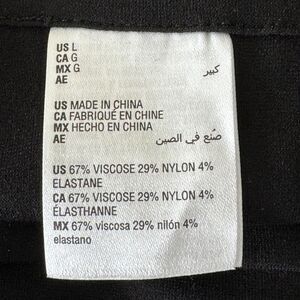 US L
CA G
MX G
AE كبير
US MADE IN CHINA
CA FABRIQUÉ EN CHINE
MX HECHO EN CHINA
AE صُنع في الصين
US 67% VISCOSE 29% NYLON 4%
ELASTANE
CA 67% VISCOSE 29% NYLON 4%
ÉLASTHANNE
MX 67% viscosa 29% nilón 4%
elastano